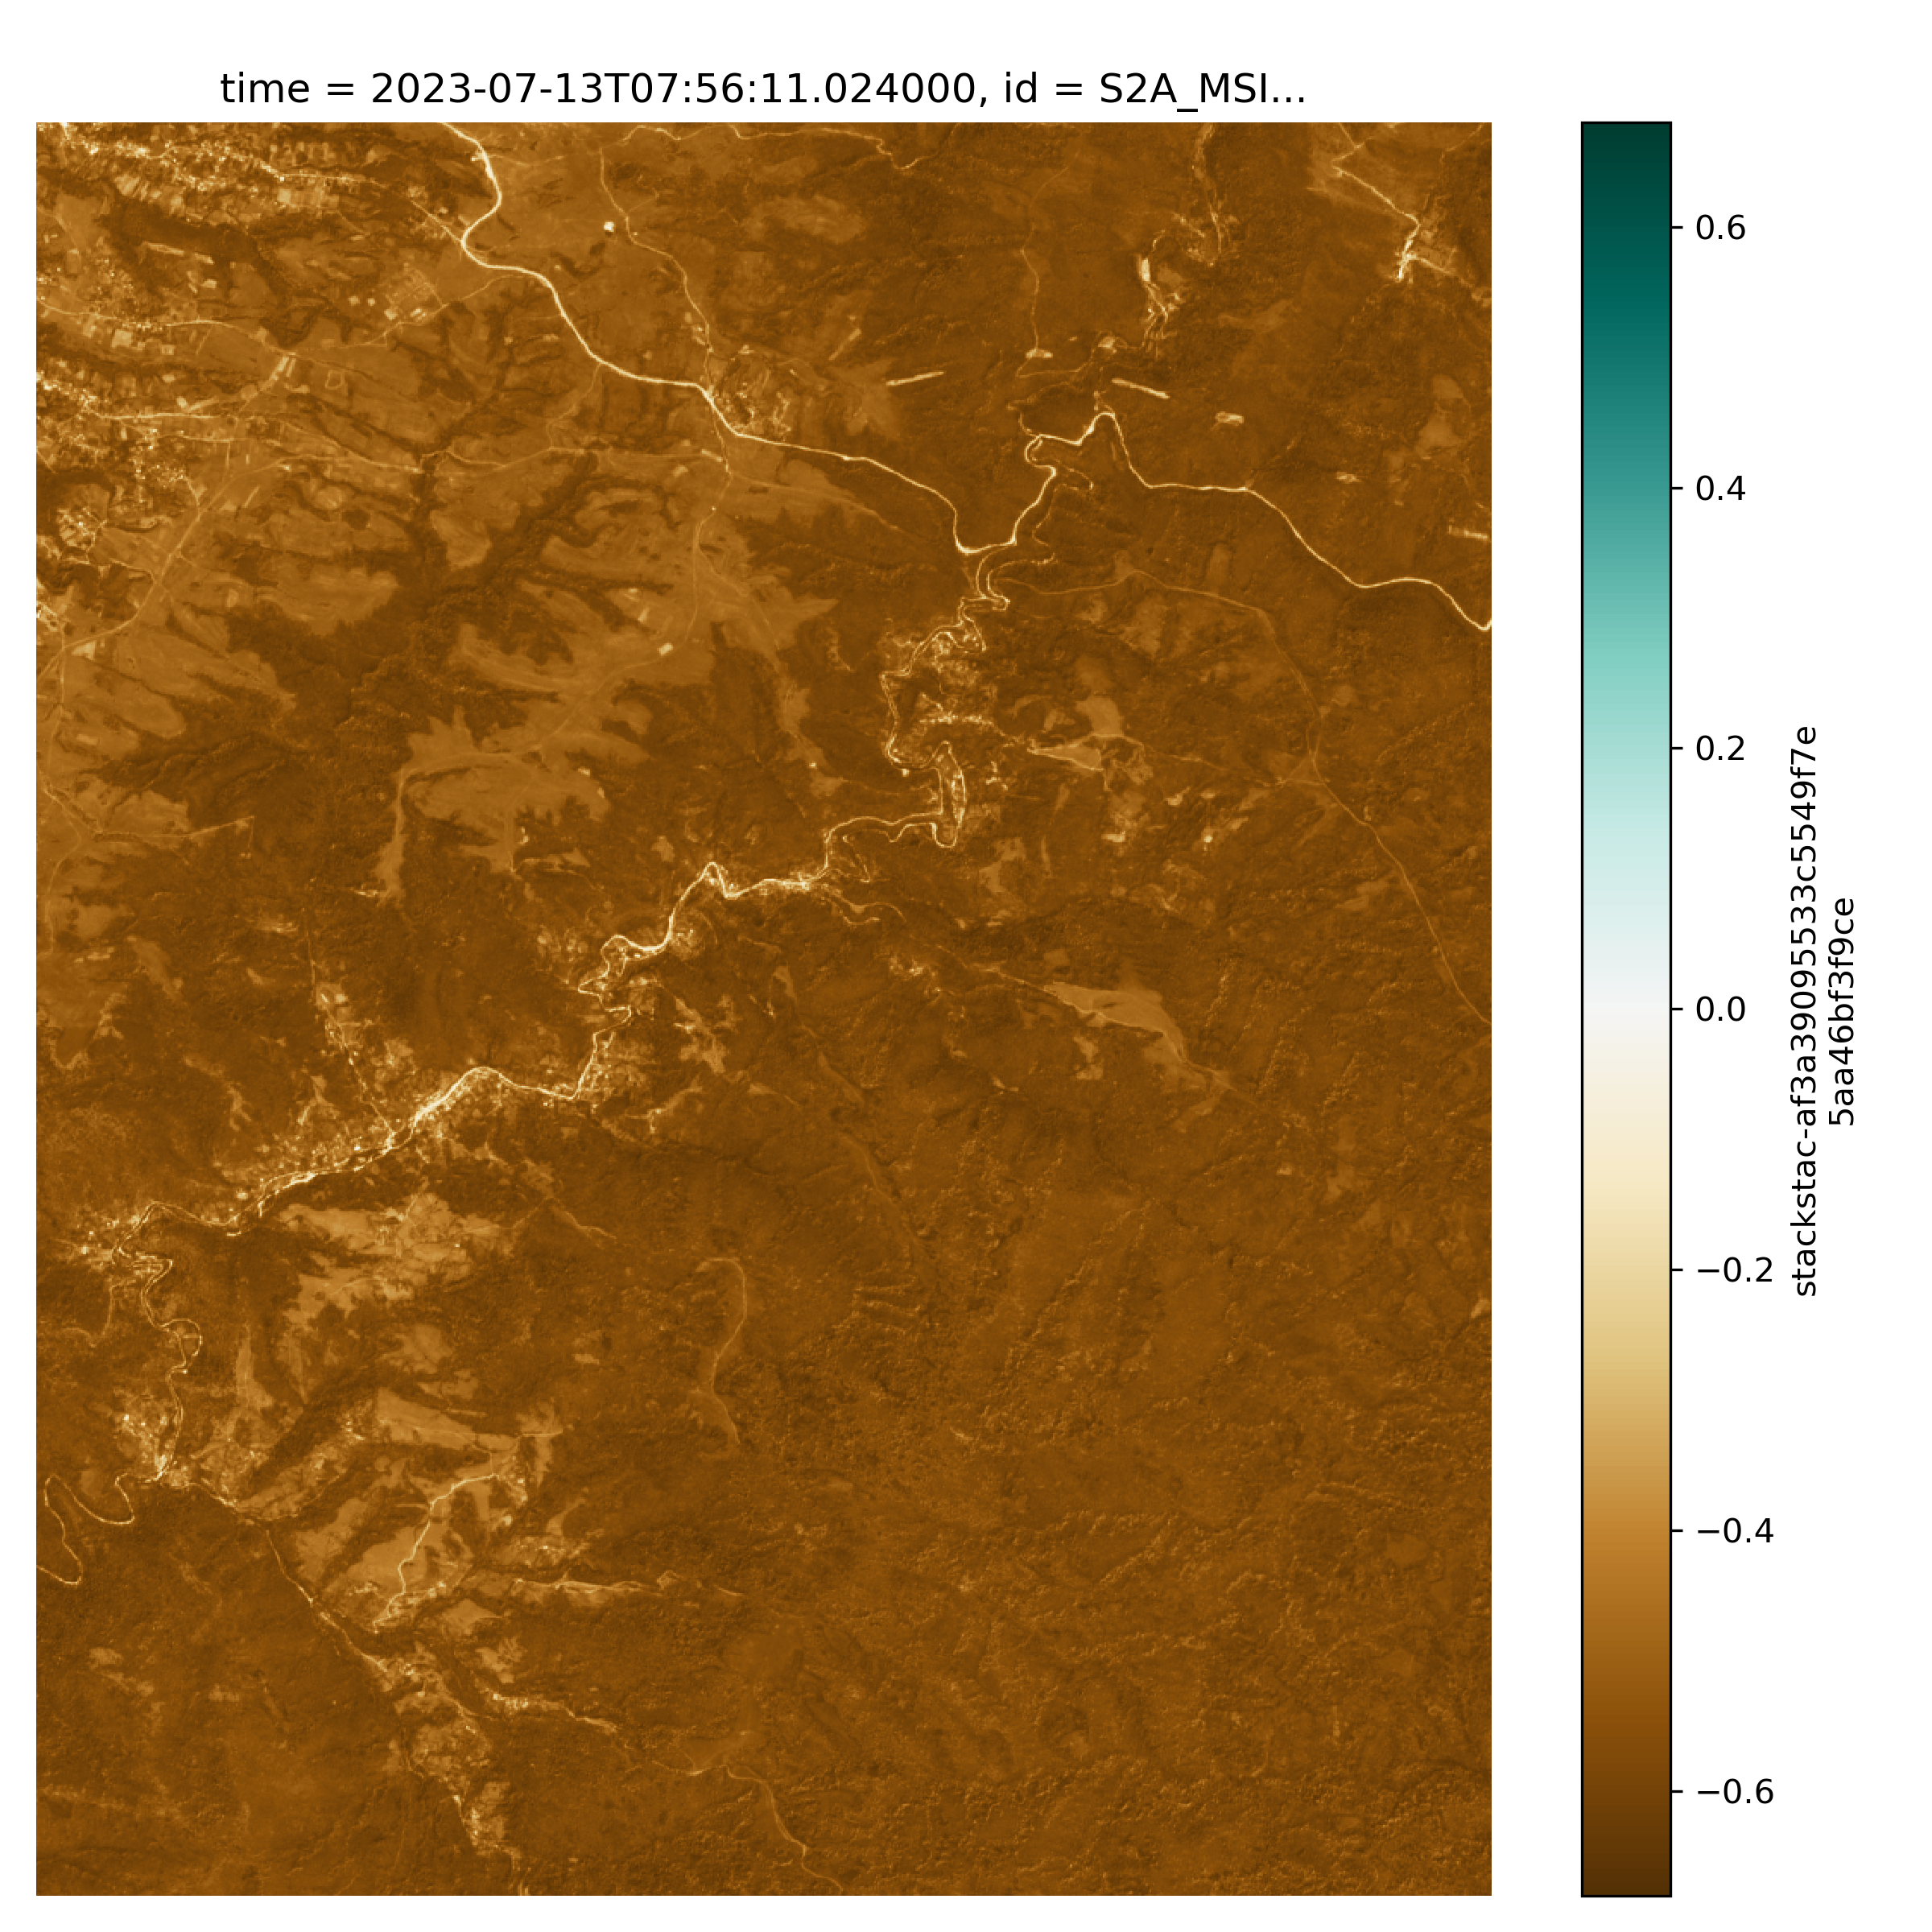 time = 2023-07-13T07:56:11.024000, id = S2A_MSI...
0.6
0.4
0.2
0.0
−0.2
−0.4
−0.6
stackstac-af3a39095533c5549f7e
5aa46bf3f9ce